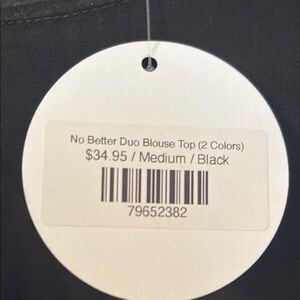 No Better Duo Blouse Top (2 Colors)
$34.95 / Medium / Black
79652382